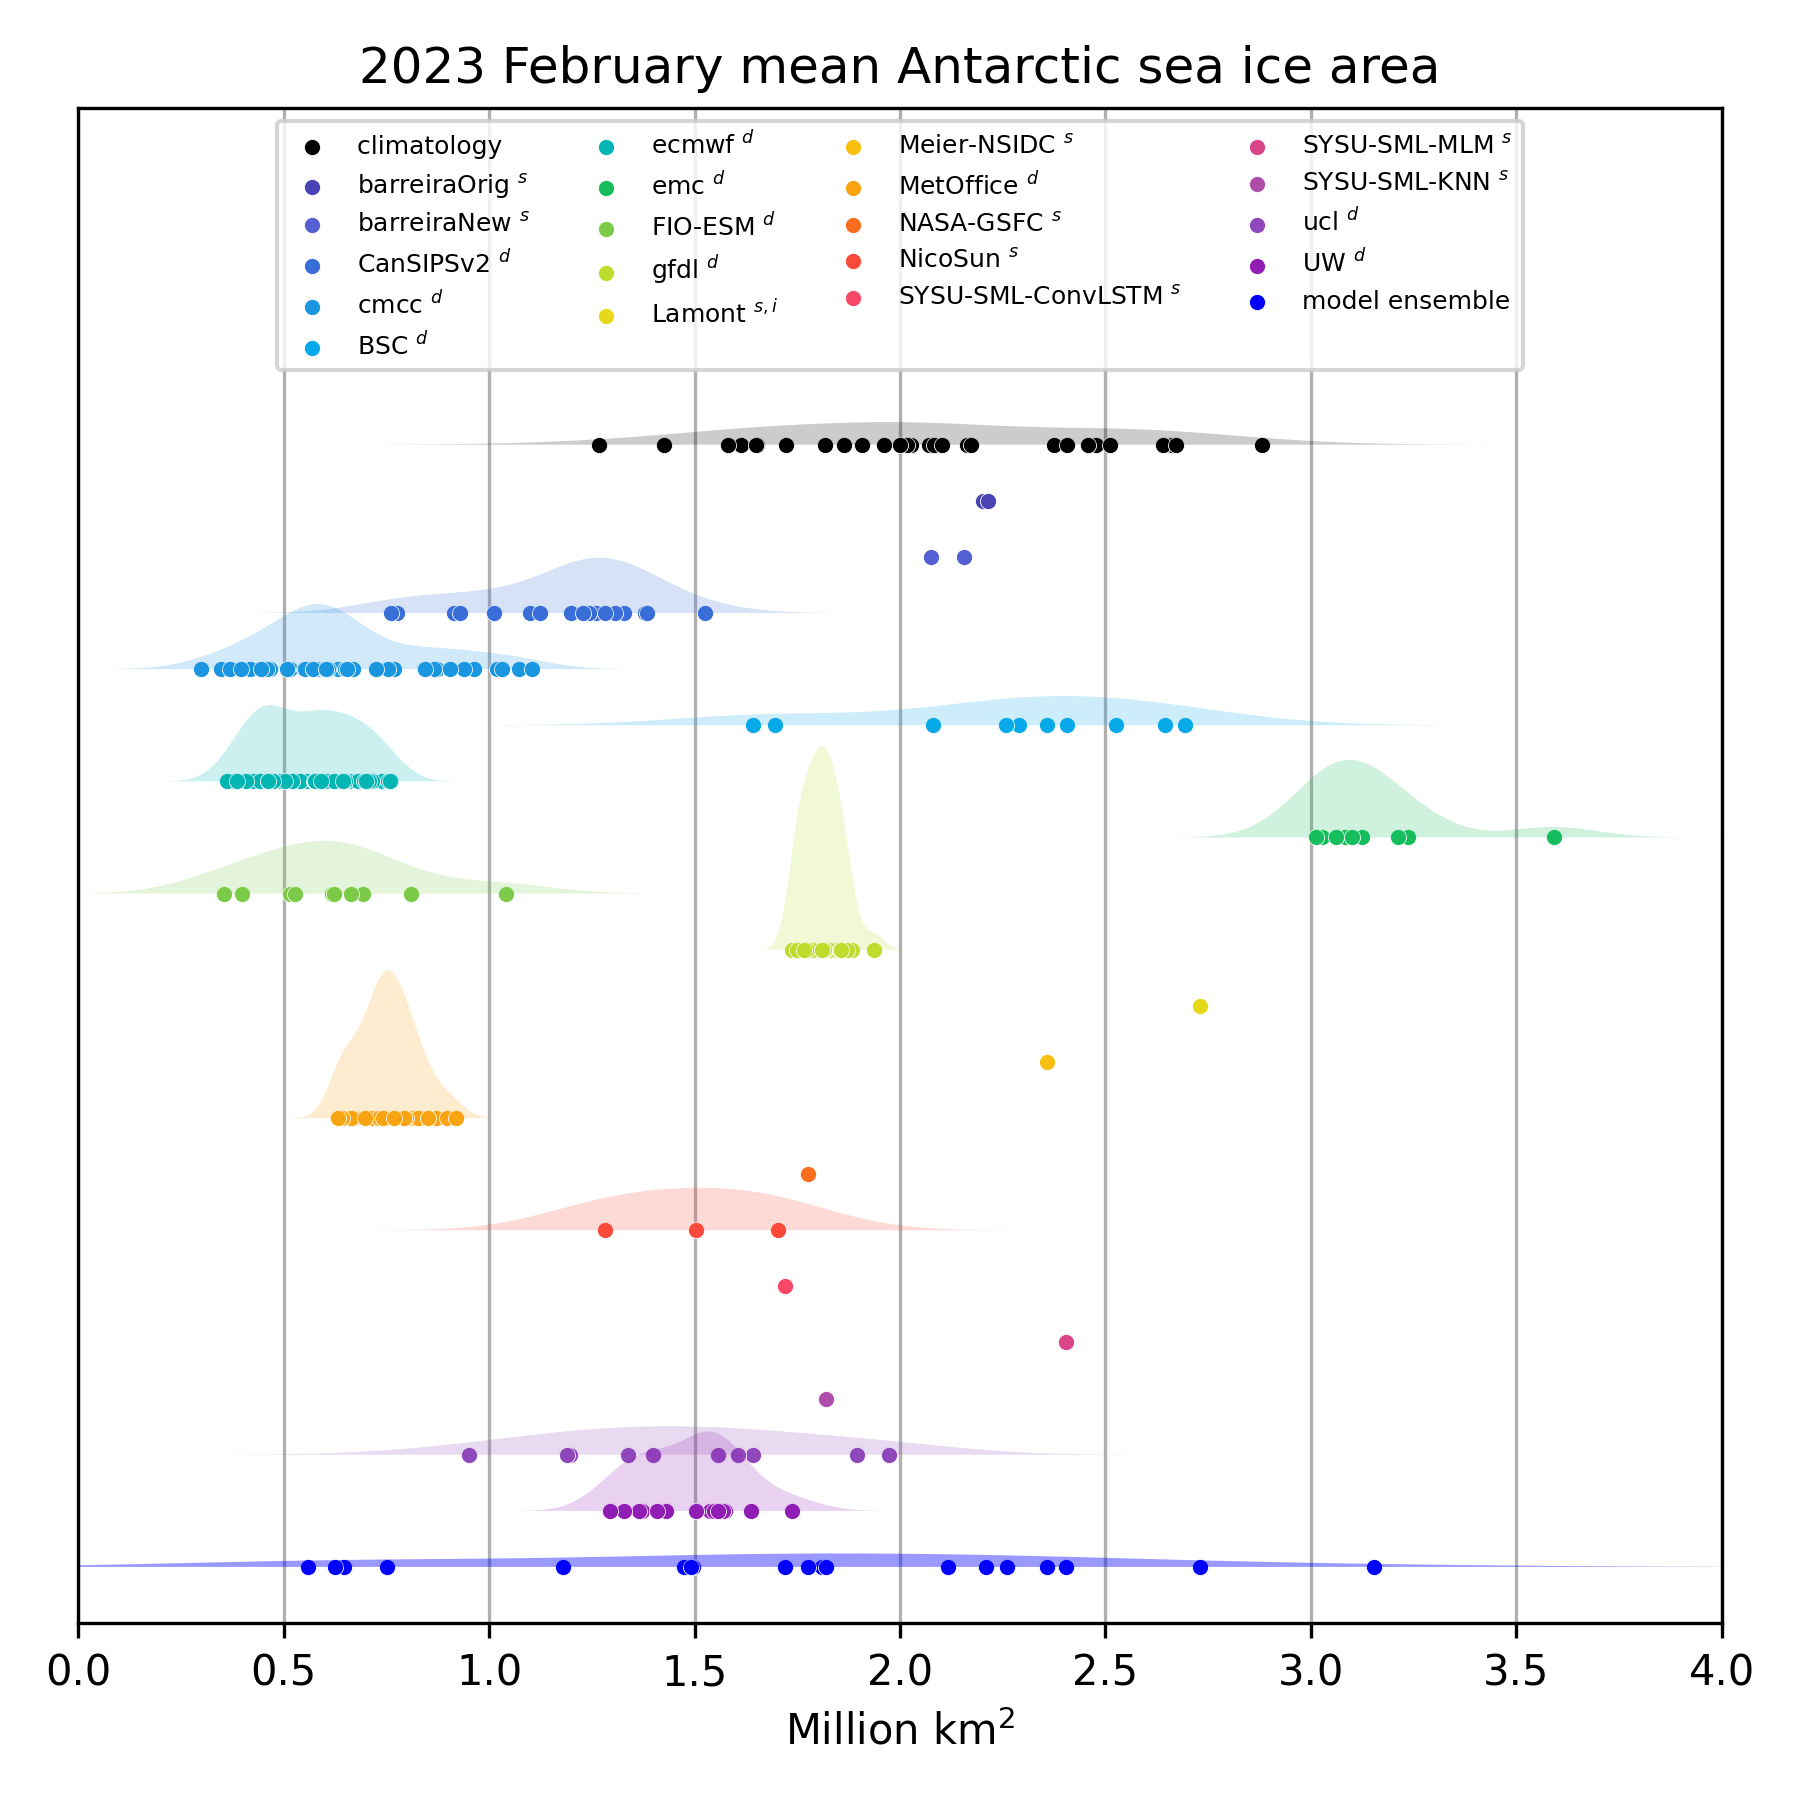 2023 February mean Antarctic sea ice area
climatology
barreiraOrig s
barreiraNew s
CanSIPSv2 d
cmcc d
BSC d
ecmwf d
emc d
FIO-ESM d
gfdl d
Lamont s, i
Meier-NSIDC s
MetOffice d
NASA-GSFC s
NicoSun s
SYSU-SML-ConvLSTM s
SYSU-SML-MLM s
SYSU-SML-KNN s
ucl d
UW d
model ensemble
0.0 0.5 1.0 1.5 2.0 2.5 3.0 3.5 4.0
Million km²